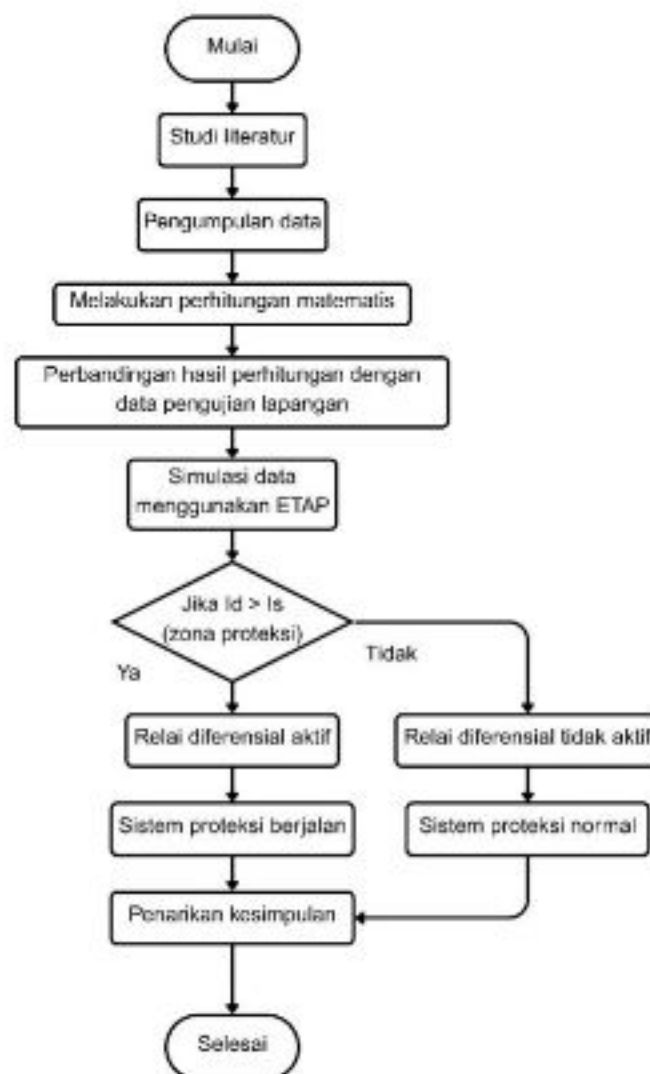 Mulai
Studi literatur
Pengumpulan data
Melakukan perhitungan matematis
Perbandingan hasil perhitungan dengan
data pengujian lapangan
Simulasi data
menggunakan ETAP
Jika Id > Is
(zona proteksi)
Ya
Tidak
Relai diferensial aktif
Relai diferensial tidak aktif
Sistem proteksi berjalan
Sistem proteksi normal
Penarikan kesimpulan
Selesai